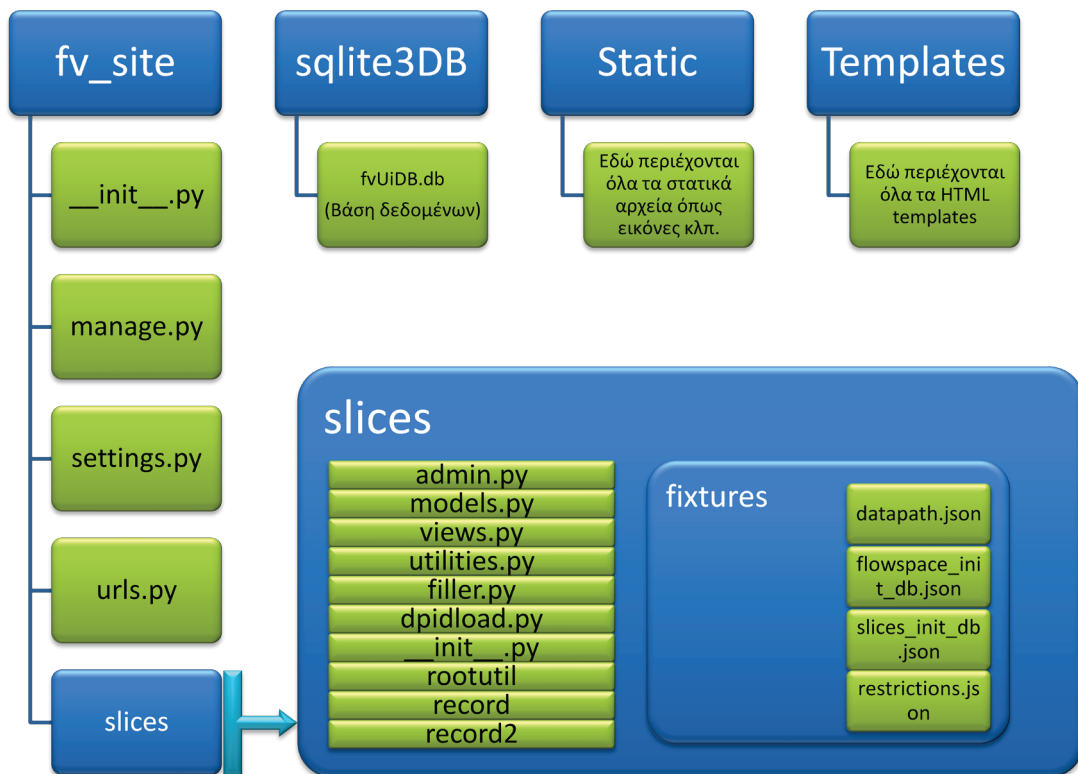 fv_site
sqlite3DB
Static
Templates
__init__.py
manage.py
settings.py
urls.py
slices
fvUiDB.db
(Βάση δεδομένων)
Εδώ περιέχονται
όλα τα στατικά
αρχεία όπως
εικόνες κλπ.
Εδώ περιέχονται
όλα τα HTML
templates
slices
admin.py
models.py
views.py
utilities.py
filler.py
dpidload.py
__init__.py
rootutil
record
record2
fixtures
datapath.json
flowspace_ini
t_db.json
slices_init_db
.json
restrictions.js
on